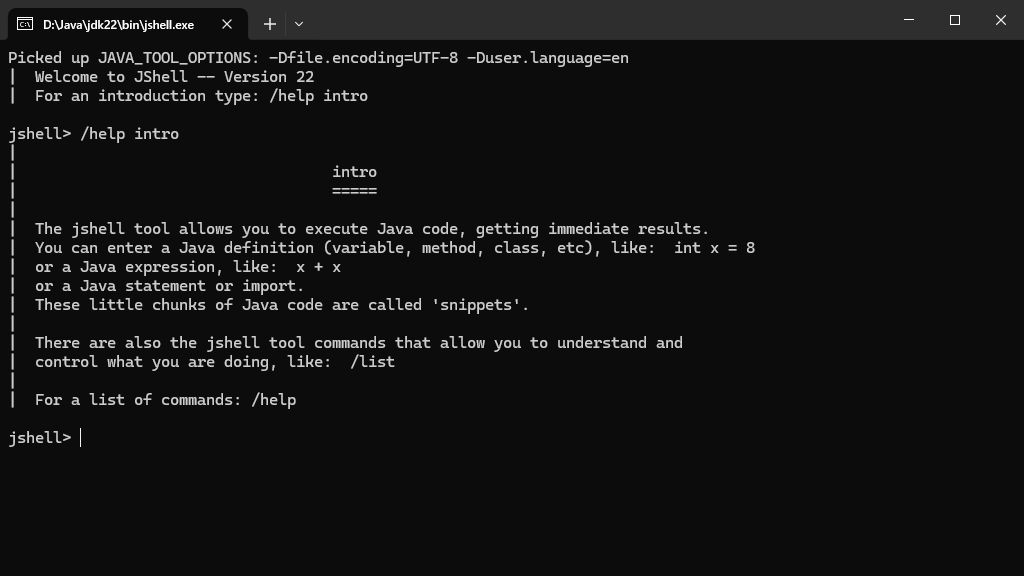 D:\Java\jdk22\bin\jshell.exe
Picked up JAVA_TOOL_OPTIONS: -Dfile.encoding=UTF-8 -Duser.language=en
|  Welcome to JShell -- Version 22
|  For an introduction type: /help intro
jshell> /help intro
|
|                                   intro
|                                   =====
|
|  The jshell tool allows you to execute Java code, getting immediate results.
|  You can enter a Java definition (variable, method, class, etc), like:  int x = 8
|  or a Java expression, like:  x + x
|  or a Java statement or import.
|  These little chunks of Java code are called 'snippets'.
|
|  There are also the jshell tool commands that allow you to understand and
|  control what you are doing, like:  /list
|
|  For a list of commands: /help
jshell>